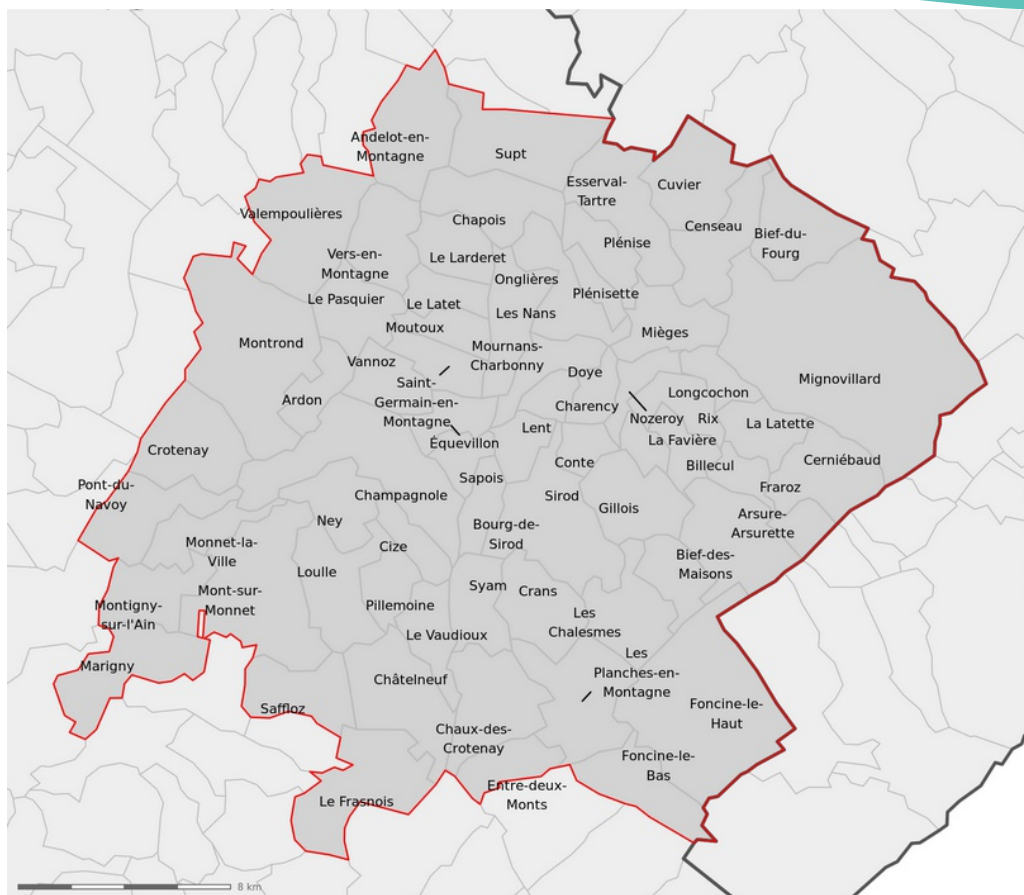 Andelot-en-
Montagne
Supt
Esserval-
Tartre
Cuvier
Valempoulières
Chapois
Censeau
Bief-du-
Fourg
Plénise
Vers-en-
Montagne
Le Larderet
Onglières
Plénisette
Le Pasquier
Le Latet
Les Nans
Moutoux
Mièges
Montrond
Mournans-
Charbonny
Vannoz
Doye
Mignovillard
Saint-
Germain-en-
Montagne
Longcochon
Ardon
Charency
Nozeroy
Rix
La Latette
Lent
La Favière
Équevillon
Crotenay
Conte
Billecul
Cerniébaud
Sapois
Pont-du-
Navoy
Champagnole
Sirod
Fraroz
Gillois
Ney
Arsure-
Arsurette
Bourg-de-
Sirod
Cize
Monnet-la-
Ville
Bief-des-
Maisons
Loulle
Syam
Crans
Mont-sur-
Monnet
Montigny-
sur-l'Ain
Pillemoine
Les
Chalesmes
Le Vaudioux
Les
Planches-en-
Montagne
Marigny
Châtelneuf
Saffloz
Foncine-le-
Haut
Chaux-des-
Crotenay
Foncine-le-
Bas
Entre-deux-
Monts
Le Frasnois
8 km